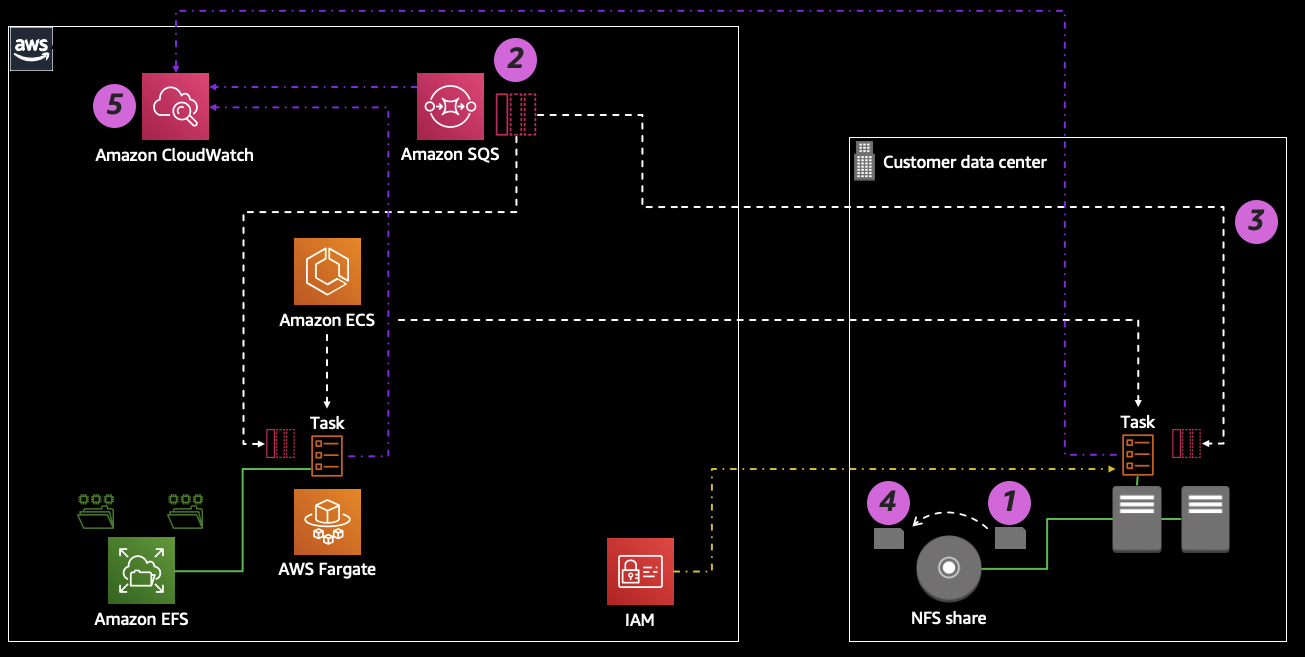 aws
2
5
Amazon CloudWatch
Amazon SQS
Customer data center
3
Amazon ECS
Task
Task
4
1
AWS Fargate
Amazon EFS
IAM
NFS share